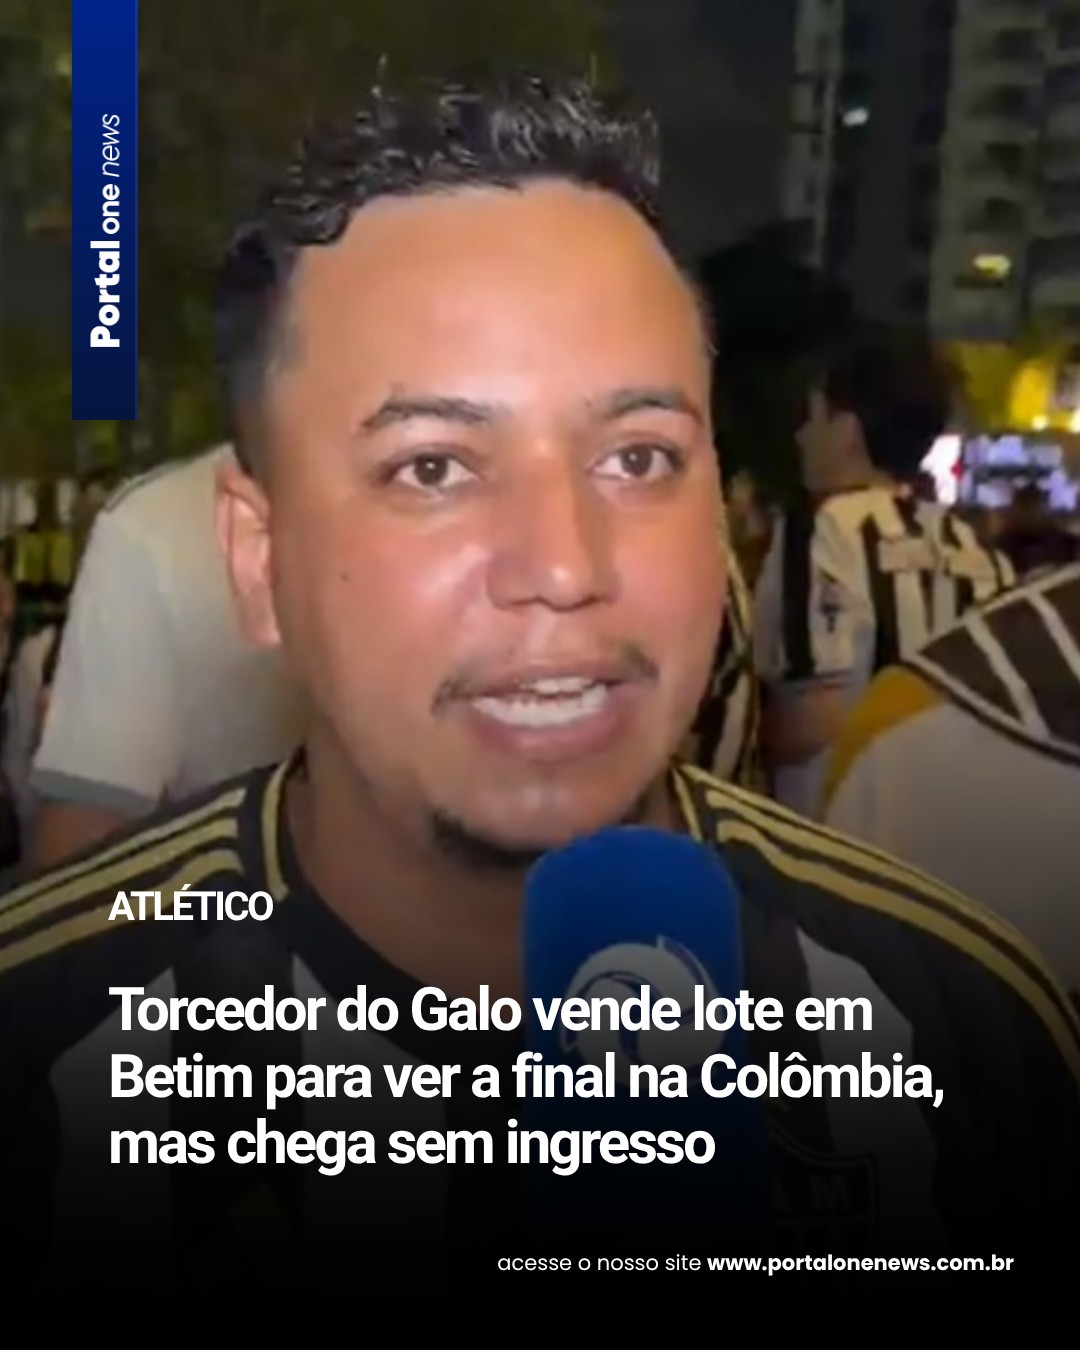 Portal one news
ATLÉTICO
Torcedor do Galo vende lote em
Betim para ver a final na Colômbia,
mas chega sem ingresso
acesse o nosso site www.portalonenews.com.br